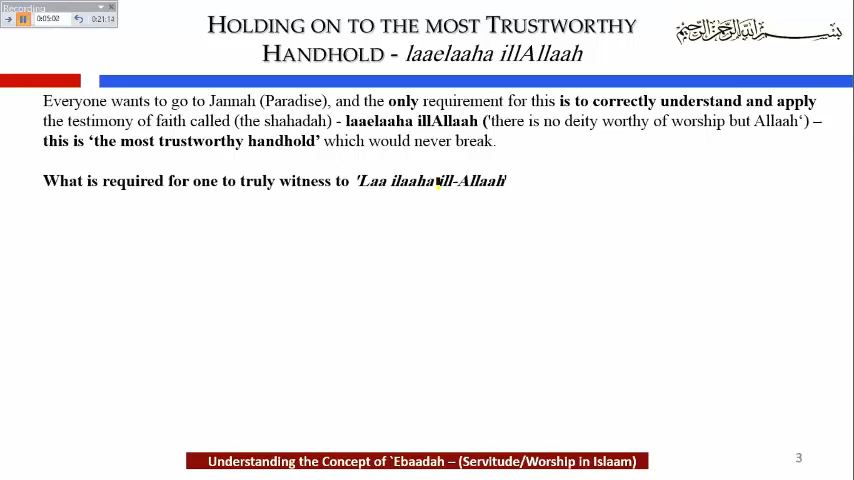 Recording
0:05:02
0:21:14
HOLDING ON TO THE MOST TRUSTWORTHY
HANDHOLD - laaelaaha illAllaah
بسم الله الرحمن الرحيم
Everyone wants to go to Jannah (Paradise), and the only requirement for this is to correctly understand and apply
the testimony of faith called (the shahadah) - laaelaaha illAllaah ('there is no deity worthy of worship but Allaah‘) –
this is ‘the most trustworthy handhold’ which would never break.
What is required for one to truly witness to 'Laa ilaaha ill-Allaah'
Understanding the Concept of `Ebaadah – (Servitude/Worship in Islaam)
3